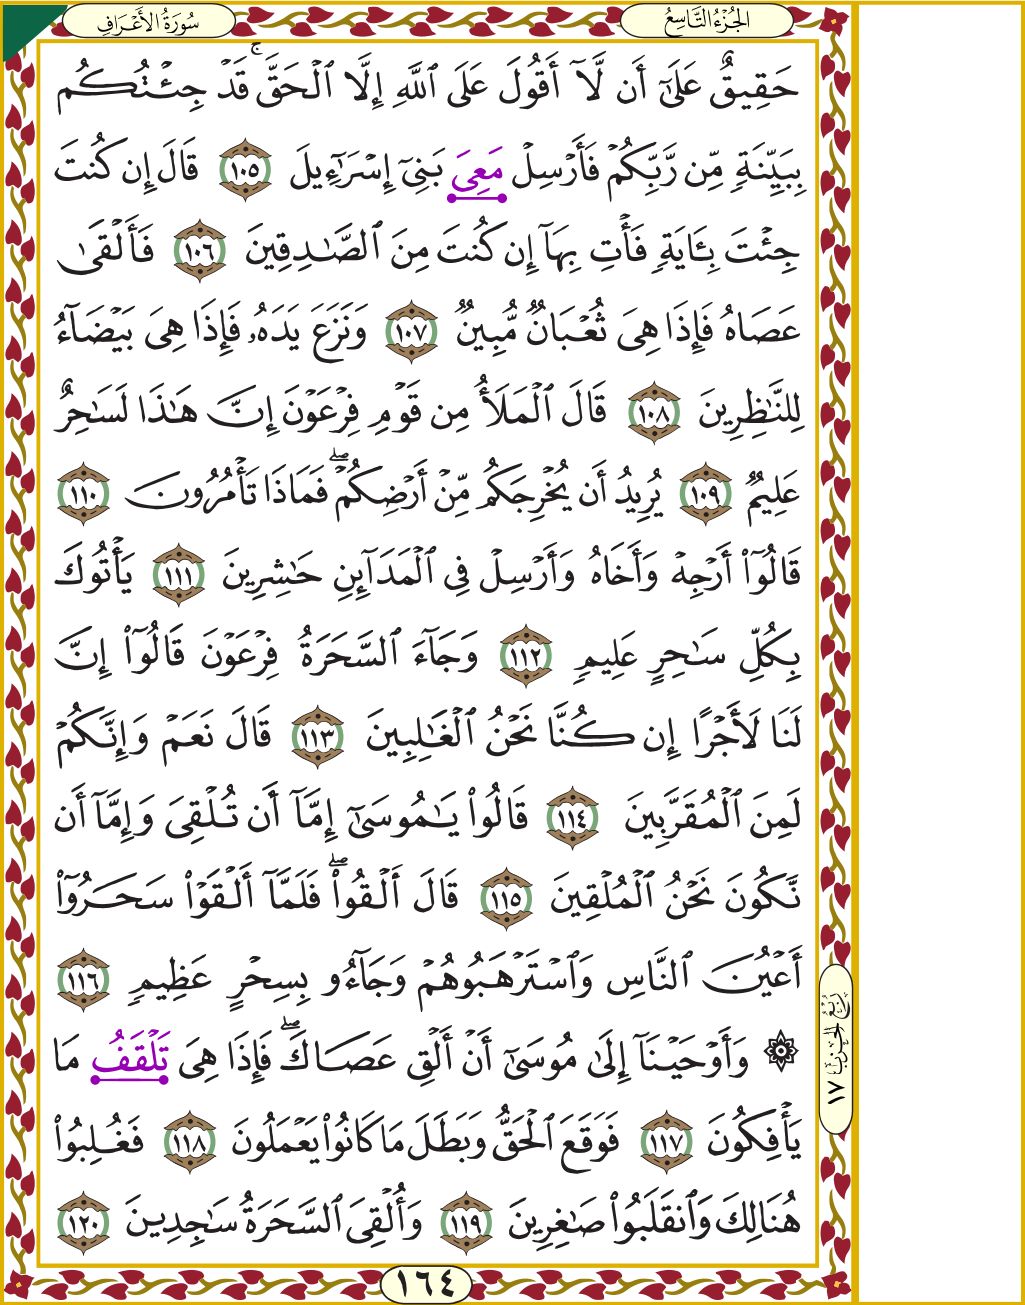 الجُزْءُ التَّاسِعُ
سُورَةُ الأَعْرَافِ
حَقِيقٌ عَلَىٰٓ أَن لَّآ أَقُولَ عَلَى ٱللَّهِ إِلَّا ٱلْحَقَّۚ قَدْ جِئْتُكُم
بِبَيِّنَةٍ مِّن رَّبِّكُمْ فَأَرْسِلْ مَعِيَ بَنِىٓ إِسْرَٰٓءِيلَ ١٠٥ قَالَ إِن كُنتَ
جِئْتَ بِـَٔايَةٍ فَأْتِ بِهَآ إِن كُنتَ مِنَ ٱلصَّـٰدِقِينَ ١٠٦ فَأَلْقَىٰ
عَصَاهُ فَإِذَا هِىَ ثُعْبَانٌ مُّبِينٌ ١٠٧ وَنَزَعَ يَدَهُۥ فَإِذَا هِىَ بَيْضَآءُ
لِلنَّـٰظِرِينَ ١٠٨ قَالَ ٱلْمَلَأُ مِن قَوْمِ فِرْعَوْنَ إِنَّ هَـٰذَا لَسَـٰحِرٌ
عَلِيمٌ ١٠٩ يُرِيدُ أَن يُخْرِجَكُم مِّنْ أَرْضِكُمْۖ فَمَاذَا تَأْمُرُونَ ١١٠
قَالُوٓا۟ أَرْجِهْ وَأَخَاهُ وَأَرْسِلْ فِى ٱلْمَدَآئِنِ حَـٰشِرِينَ ١١١ يَأْتُوكَ
بِكُلِّ سَـٰحِرٍ عَلِيمٍ ١١٢ وَجَآءَ ٱلسَّحَرَةُ فِرْعَوْنَ قَالُوٓا۟ إِنَّ
لَنَا لَأَجْرًا إِن كُنَّا نَحْنُ ٱلْغَـٰلِبِينَ ١١٣ قَالَ نَعَمْ وَإِنَّكُمْ
لَمِنَ ٱلْمُقَرَّبِينَ ١١٤ قَالُوا۟ يَـٰمُوسَىٰٓ إِمَّآ أَن تُلْقِىَ وَإِمَّآ أَن
نَّكُونَ نَحْنُ ٱلْمُلْقِينَ ١١٥ قَالَ أَلْقُوا۟ۖ فَلَمَّآ أَلْقَوْا۟ سَحَرُوٓا۟
أَعْيُنَ ٱلنَّاسِ وَٱسْتَرْهَبُوهُمْ وَجَآءُو بِسِحْرٍ عَظِيمٍ ١١٦
۞ وَأَوْحَيْنَآ إِلَىٰ مُوسَىٰٓ أَنْ أَلْقِ عَصَاكَۖ فَإِذَا هِىَ تَلْقَفُ مَا
يَأْفِكُونَ ١١٧ فَوَقَعَ ٱلْحَقُّ وَبَطَلَ مَا كَانُوا۟ يَعْمَلُونَ ١١٨ فَغُلِبُوا۟
هُنَالِكَ وَٱنقَلَبُوا۟ صَـٰغِرِينَ ١١٩ وَأُلْقِىَ ٱلسَّحَرَةُ سَـٰجِدِينَ ١٢٠
رُبْعُ الحِزْبِ ١٧
١٦٤